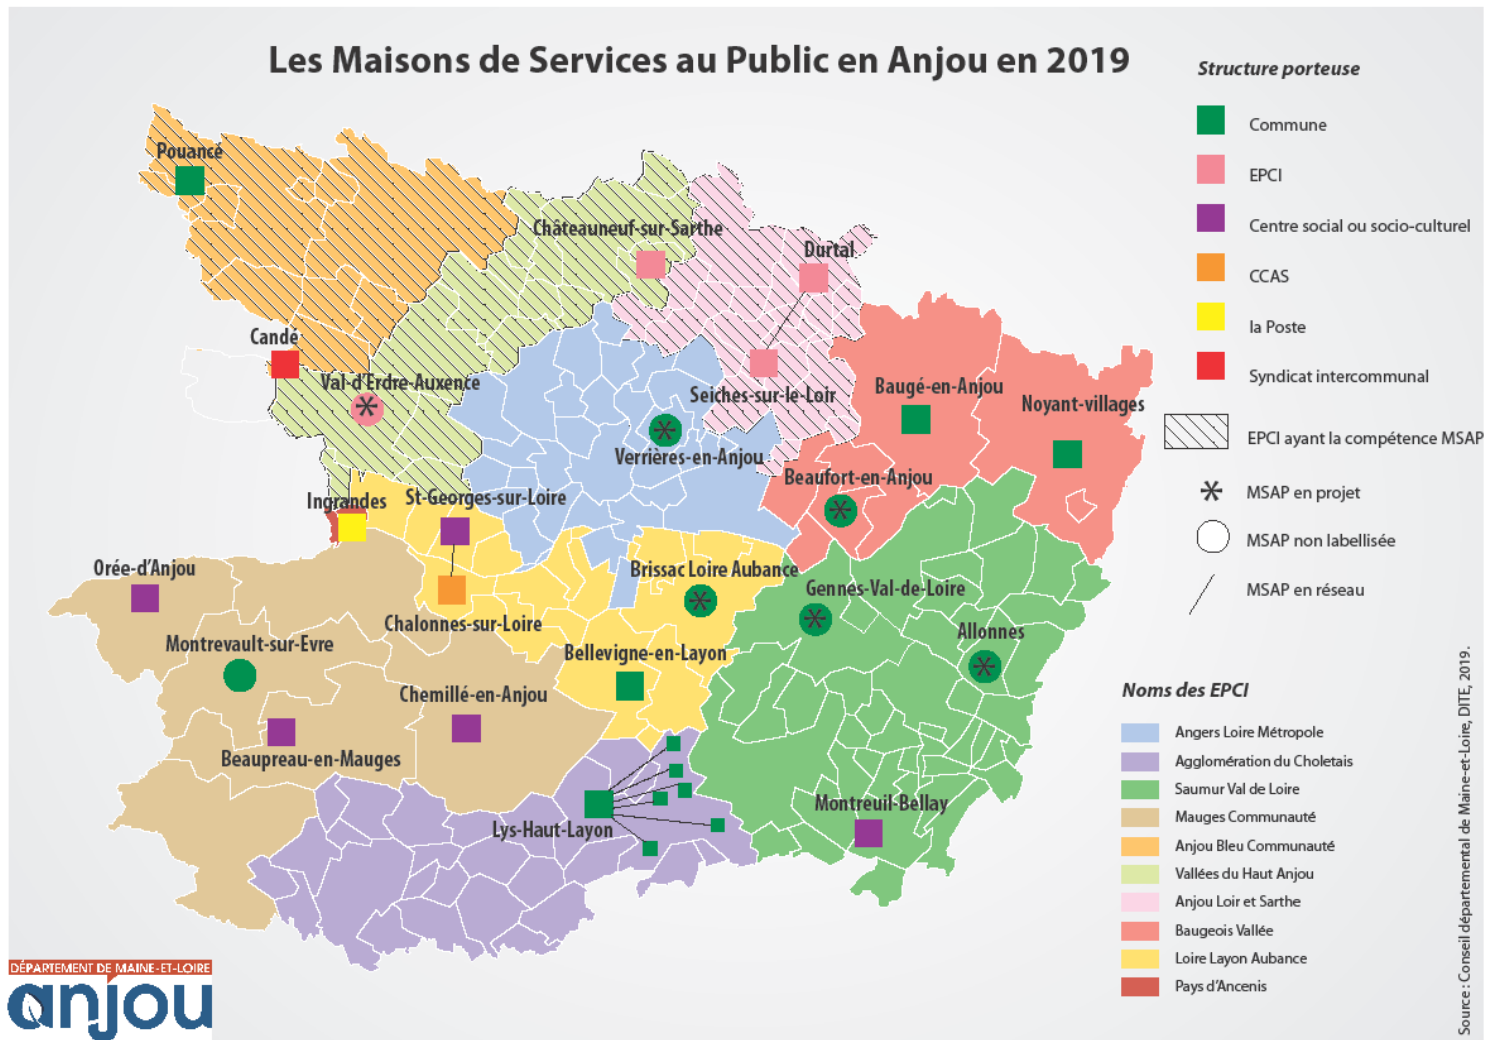 Les Maisons de Services au Public en Anjou en 2019
Structure porteuse
Commune
EPCI
Centre social ou socio-culturel
CCAS
la Poste
Syndicat intercommunal
EPCI ayant la compétence MSAP
MSAP en projet
MSAP non labellisée
MSAP en réseau
Noms des EPCI
Angers Loire Métropole
Agglomération du Choletais
Saumur Val de Loire
Mauges Communauté
Anjou Bleu Communauté
Vallées du Haut Anjou
Anjou Loir et Sarthe
Baugeois Vallée
Loire Layon Aubance
Pays d'Ancenis
Pouancé
Châteauneuf-sur-Sarthe
Durtal
Candé
Val-d'Erdre-Auxence
Seiches-sur-le-Loir
Baugé-en-Anjou
Noyant-villages
Verrières-en-Anjou
Beaufort-en-Anjou
Ingrandes
St-Georges-sur-Loire
Orée-d'Anjou
Brissac Loire Aubance
Gennes-Val-de-Loire
Chalonnes-sur-Loire
Allonnes
Montrevault-sur-Evre
Bellevigne-en-Layon
Chemillé-en-Anjou
Beaupreau-en-Mauges
Montreuil-Bellay
Lys-Haut-Layon
DÉPARTEMENT DE MAINE-ET-LOIRE
anjou
Source : Conseil départemental de Maine-et-Loire, DITE, 2019.